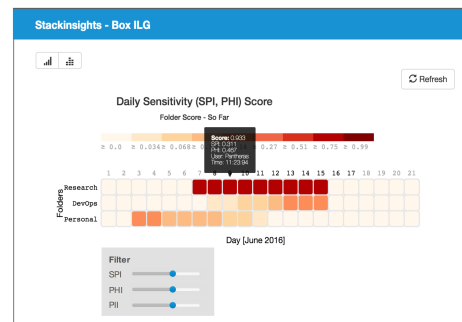 Stackinsights - Box ILG
Refresh
Daily Sensitivity (SPI, PHI) Score
Folder Score - So Far
Score: 0.933
SPI: 0.311
PHI: 0.467
User: Panthersa
Time: 11:23:94
≥ 0.0 ≥ 0.034 ≥ 0.068 ≥ 0.27 ≥ 0.51 ≥ 0.75 ≥ 0.99
1 2 3 4 5 6 7 8 9 10 11 12 13 14 15 16 17 18 19 20 21
Folders
Research
DevOps
Personal
Day [June 2016]
Filter
SPI
PHI
PII